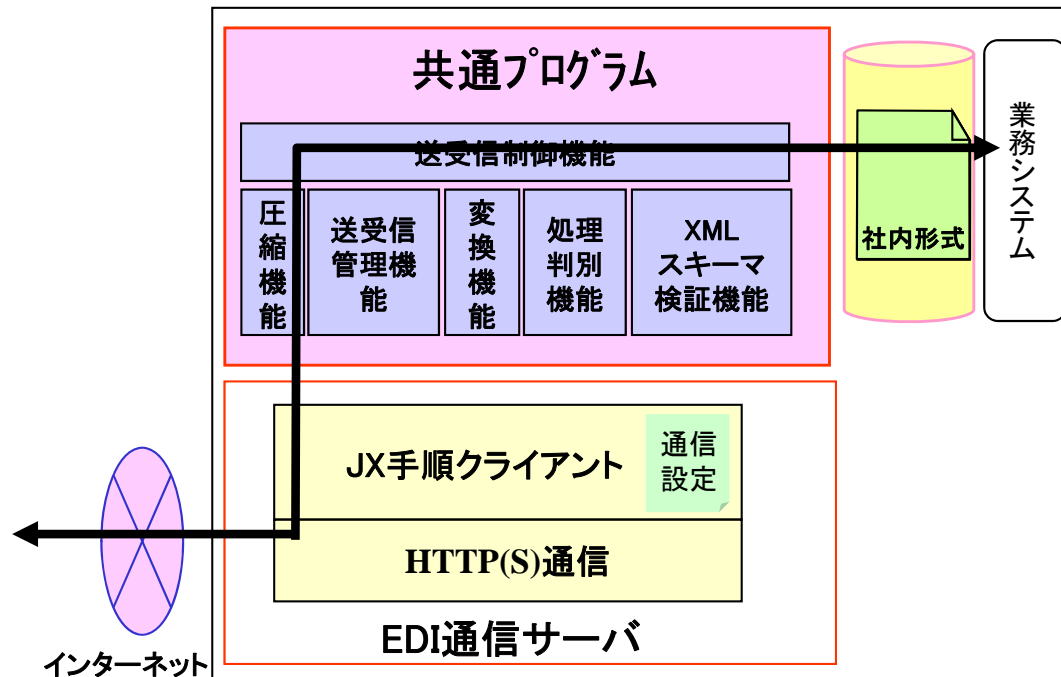 共通プログラム
送受信制御機能
圧縮機能
送受信
管理機
能
変換機能
処理
判別
機能
XML
スキーマ
検証機能
社内形式
業務システム
JX手順クライアント
通信
設定
HTTP(S)通信
EDI通信サーバ
インターネット